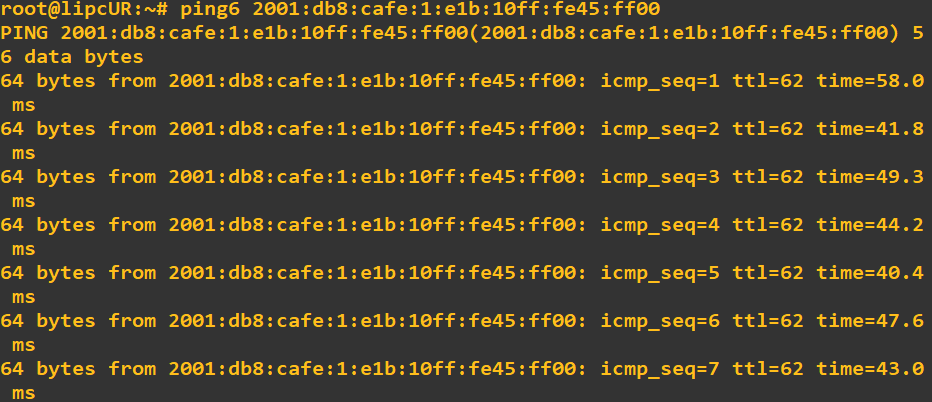 root@lipcUR:~# ping6 2001:db8:cafe:1:e1b:10ff:fe45:ff00
PING 2001:db8:cafe:1:e1b:10ff:fe45:ff00(2001:db8:cafe:1:e1b:10ff:fe45:ff00) 5
6 data bytes
64 bytes from 2001:db8:cafe:1:e1b:10ff:fe45:ff00: icmp_seq=1 ttl=62 time=58.0
 ms
64 bytes from 2001:db8:cafe:1:e1b:10ff:fe45:ff00: icmp_seq=2 ttl=62 time=41.8
 ms
64 bytes from 2001:db8:cafe:1:e1b:10ff:fe45:ff00: icmp_seq=3 ttl=62 time=49.3
 ms
64 bytes from 2001:db8:cafe:1:e1b:10ff:fe45:ff00: icmp_seq=4 ttl=62 time=44.2
 ms
64 bytes from 2001:db8:cafe:1:e1b:10ff:fe45:ff00: icmp_seq=5 ttl=62 time=40.4
 ms
64 bytes from 2001:db8:cafe:1:e1b:10ff:fe45:ff00: icmp_seq=6 ttl=62 time=47.6
 ms
64 bytes from 2001:db8:cafe:1:e1b:10ff:fe45:ff00: icmp_seq=7 ttl=62 time=43.0
 ms